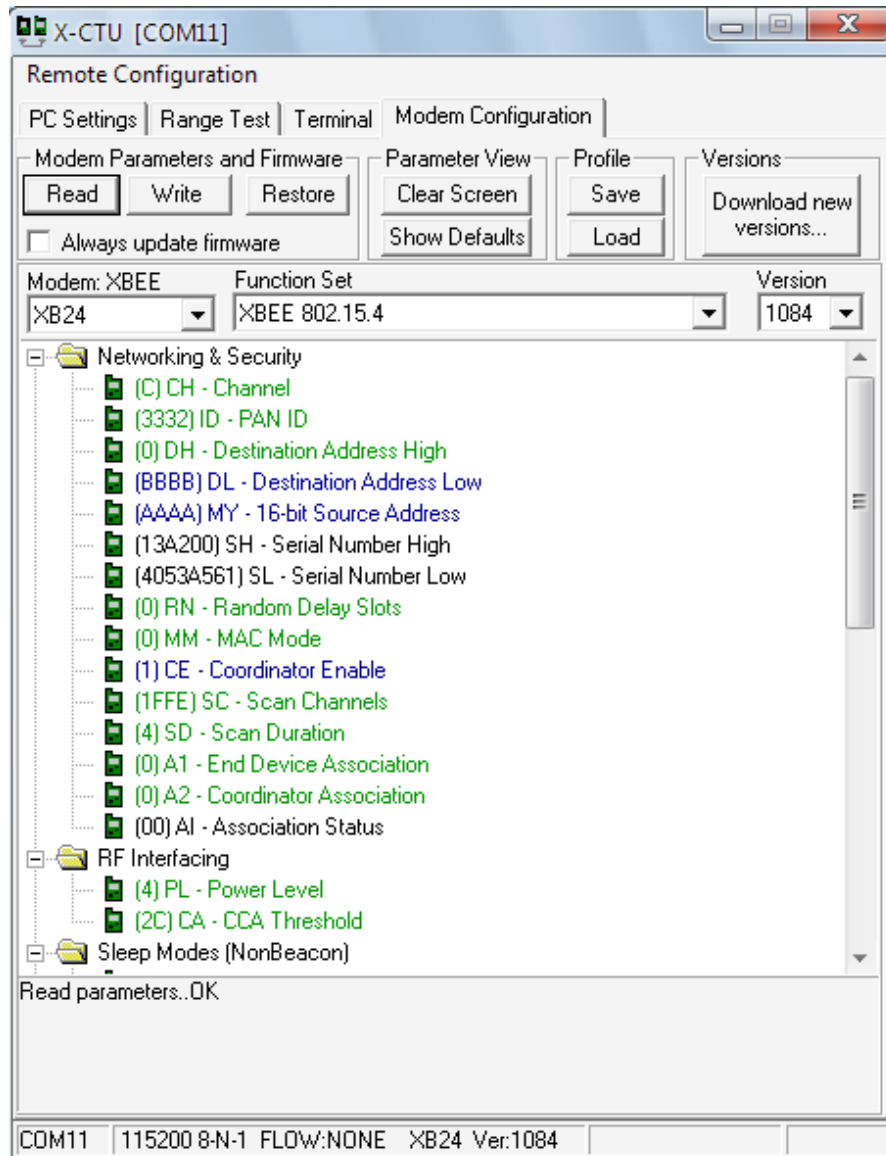 X-CTU [COM11]
Remote Configuration
PC Settings Range Test Terminal Modem Configuration
Modem Parameters and Firmware Parameter View Profile Versions
Read Write Restore Clear Screen Save Download new versions...
Always update firmware Show Defaults Load
Modem: XBEE Function Set Version
XB24 XBEE 802.15.4 1084
Networking & Security
(C) CH - Channel
(3332) ID - PAN ID
(0) DH - Destination Address High
(BBBB) DL - Destination Address Low
(AAAA) MY - 16-bit Source Address
(13A200) SH - Serial Number High
(4053A561) SL - Serial Number Low
(0) RN - Random Delay Slots
(0) MM - MAC Mode
(1) CE - Coordinator Enable
(1FFE) SC - Scan Channels
(4) SD - Scan Duration
(0) A1 - End Device Association
(0) A2 - Coordinator Association
(00) AI - Association Status
RF Interfacing
(4) PL - Power Level
(2C) CA - CCA Threshold
Sleep Modes (NonBeacon)
Read parameters..OK
COM11 115200 8-N-1 FLOW:NONE XB24 Ver:1084